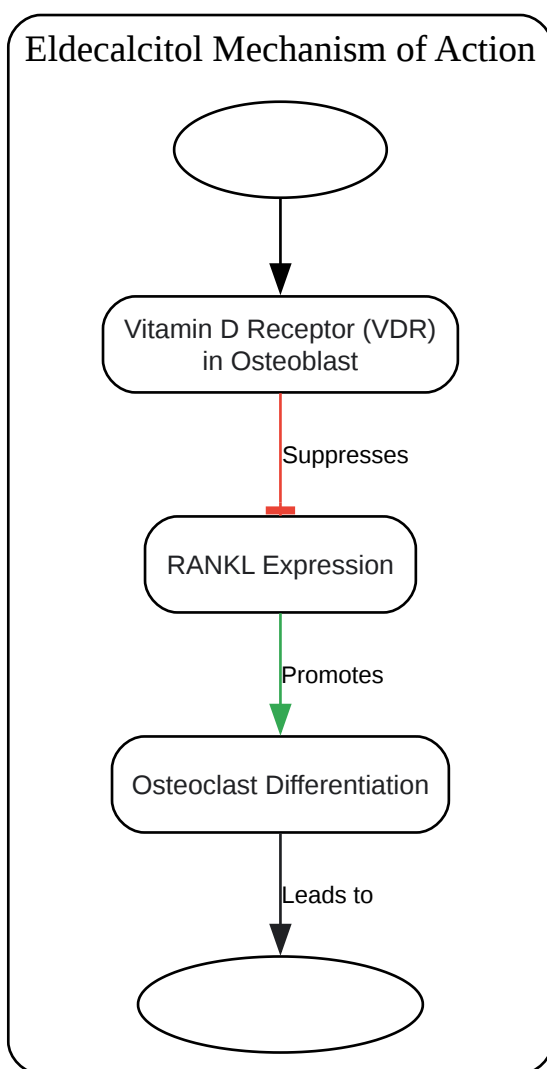 Eldecalcitol Mechanism of Action
Vitamin D Receptor (VDR)
in Osteoblast
Suppresses
RANKL Expression
Promotes
Osteoclast Differentiation
Leads to